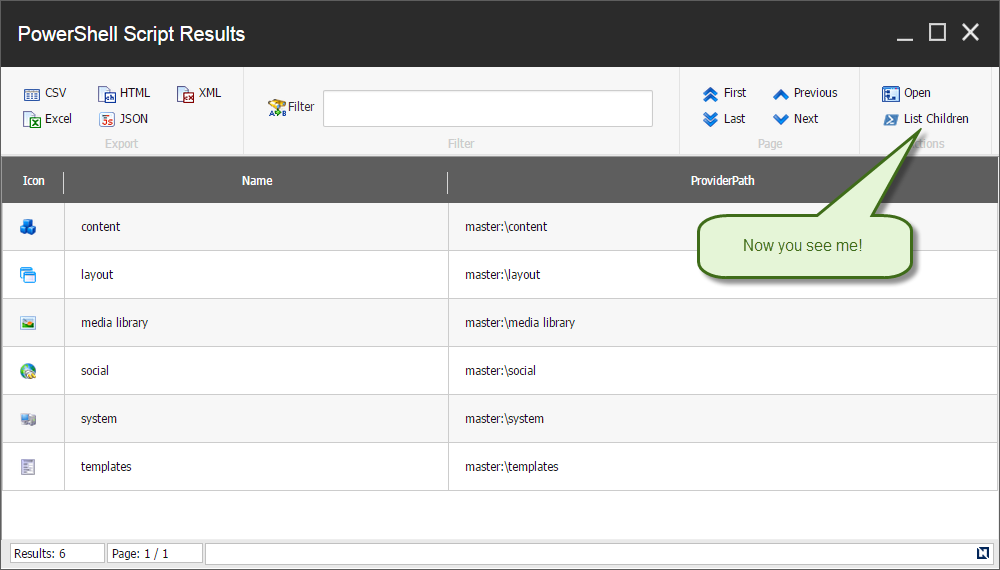 PowerShell Script Results
CSV HTML XML
Excel JSON
Export
Filter
Filter
First Previous
Last Next
Page
Open
List Children
ctions
Icon Name ProviderPath
content master:\content
Now you see me!
layout master:\layout
media library master:\media library
social master:\social
system master:\system
templates master:\templates
Results: 6 Page: 1 / 1